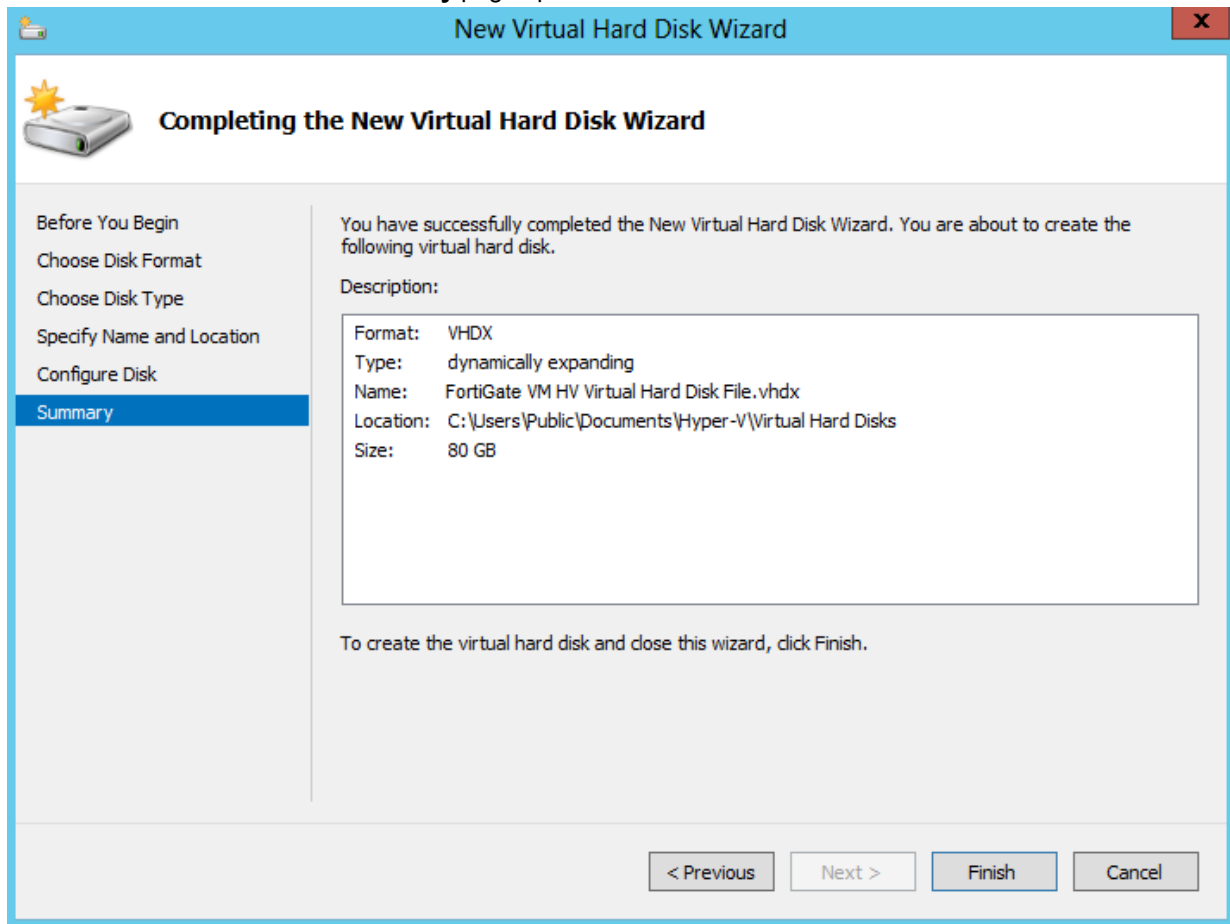 New Virtual Hard Disk Wizard
x
Completing the New Virtual Hard Disk Wizard
Before You Begin
Choose Disk Format
Choose Disk Type
Specify Name and Location
Configure Disk
Summary
You have successfully completed the New Virtual Hard Disk Wizard. You are about to create the
following virtual hard disk.
Description:
Format: VHDX
Type: dynamically expanding
Name: FortiGate VM HV Virtual Hard Disk File.vhdx
Location: C:\Users\Public\Documents\Hyper-V\Virtual Hard Disks
Size: 80 GB
To create the virtual hard disk and close this wizard, click Finish.
< Previous Next > Finish Cancel